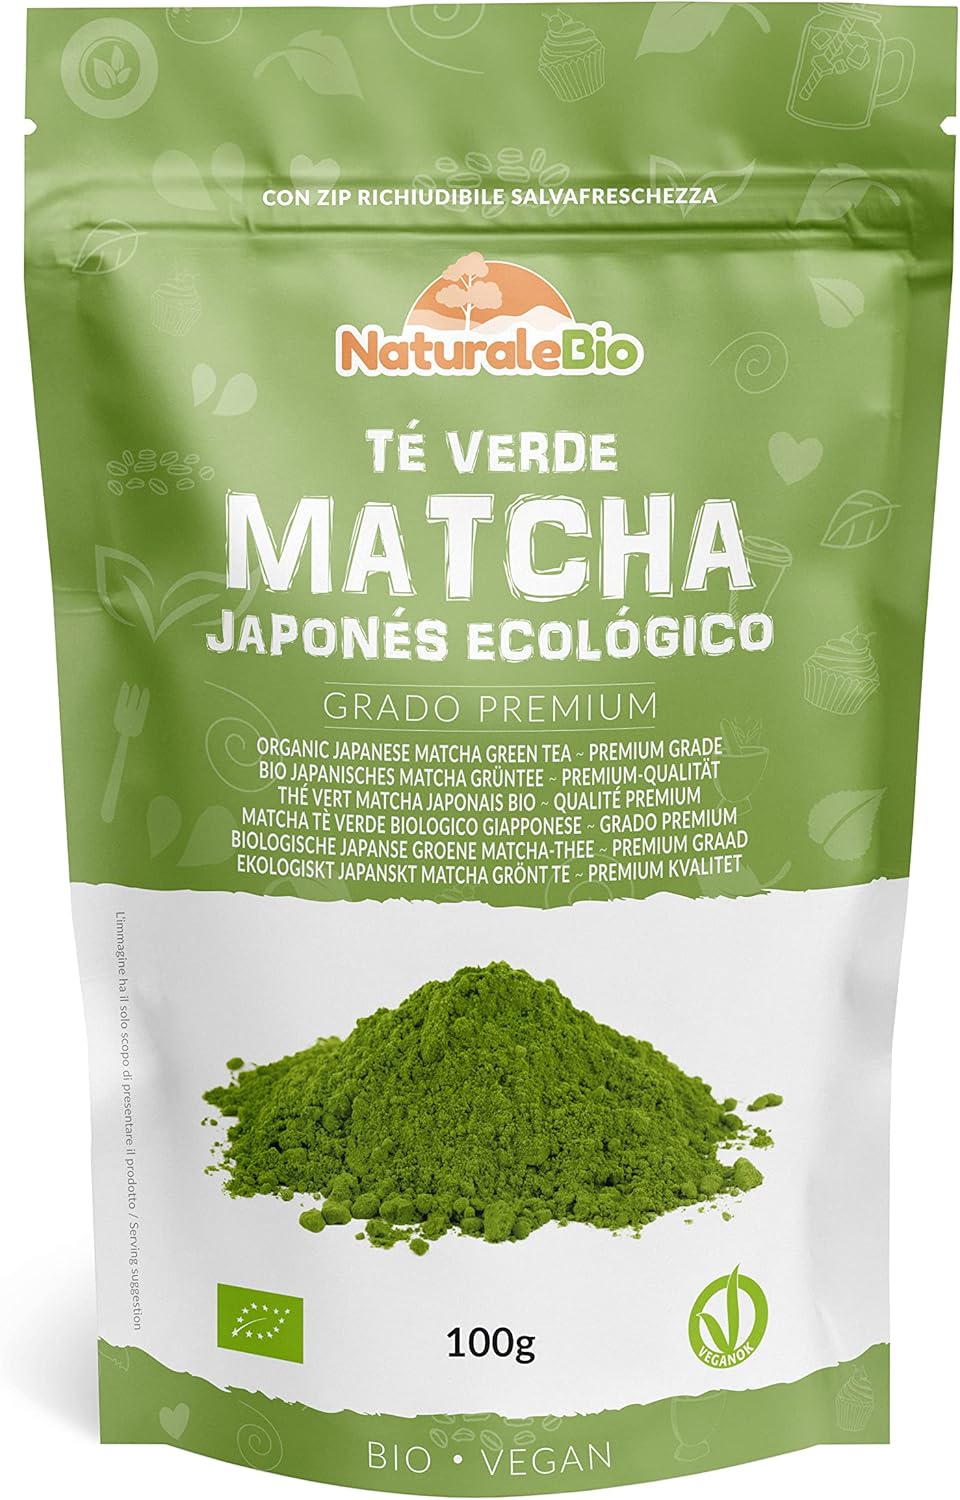 CON ZIP RICHIUDIBILE SALVAFRESCHEZZA
NaturaleBio
TÉ VERDE
MATCHA
JAPONÉS ECOLÓGICO
GRADO PREMIUM
ORGANIC JAPANESE MATCHA GREEN TEA ~ PREMIUM GRADE
BIO JAPANISCHES MATCHA GRÜNTEE ~ PREMIUM-QUALITÄT
THÉ VERT MATCHA JAPONAIS BIO ~ QUALITÉ PREMIUM
MATCHA TÈ VERDE BIOLOGICO GIAPPONESE ~ GRADO PREMIUM
BIOLOGISCHE JAPANSE GROENE MATCHA-THEE ~ PREMIUM GRAAD
EKOLOGISKT JAPANSKT MATCHA GRÖNT TE ~ PREMIUM KVALITET
L'immagine ha il solo scopo di presentare il prodotto / Serving suggestion
100g
VEGANOK
BIO • VEGAN